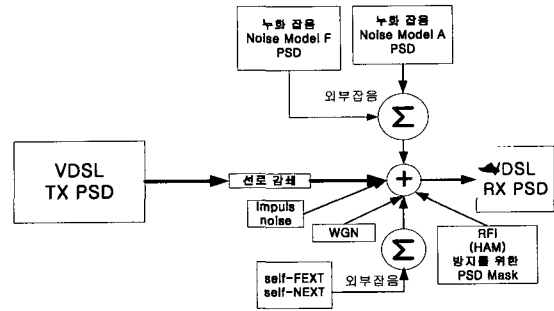 누화 잡음
Noise Model F
PSD
누화 잡음
Noise Model A
PSD
외부잡음
Σ
VDSL
TX PSD
선로 감쇄
+
VDSL
RX PSD
Impuls
noise
WGN
Σ
RFI
(HAM)
방지를 위한
PSD Mask
self-FEXT
self-NEXT
외부잡음